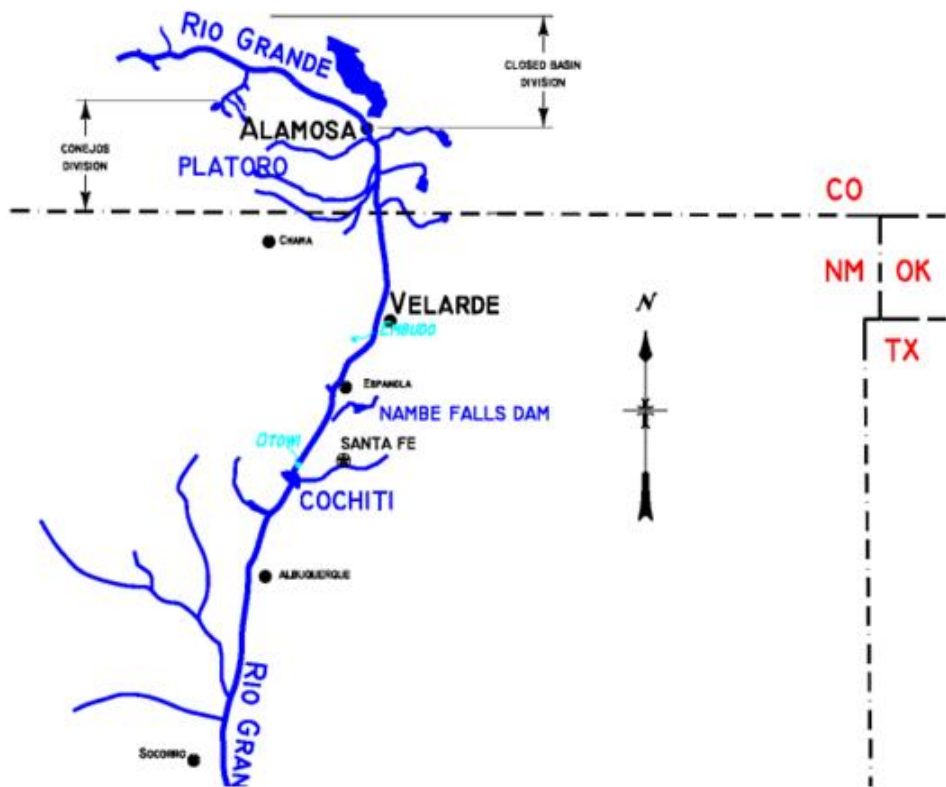 RIO GRANDE
CLOSED BASIN
DIVISION
ALAMOSA
CONEJOS
DIVISION
PLATORO
CO
CHAMA
NM
OK
N
VELARDE
EMBUDO
TX
ESPANOLA
NAMBE FALLS DAM
OTOWI
SANTA FE
COCHITI
ALBUQUERQUE
RIO GRAN
SOCORRO